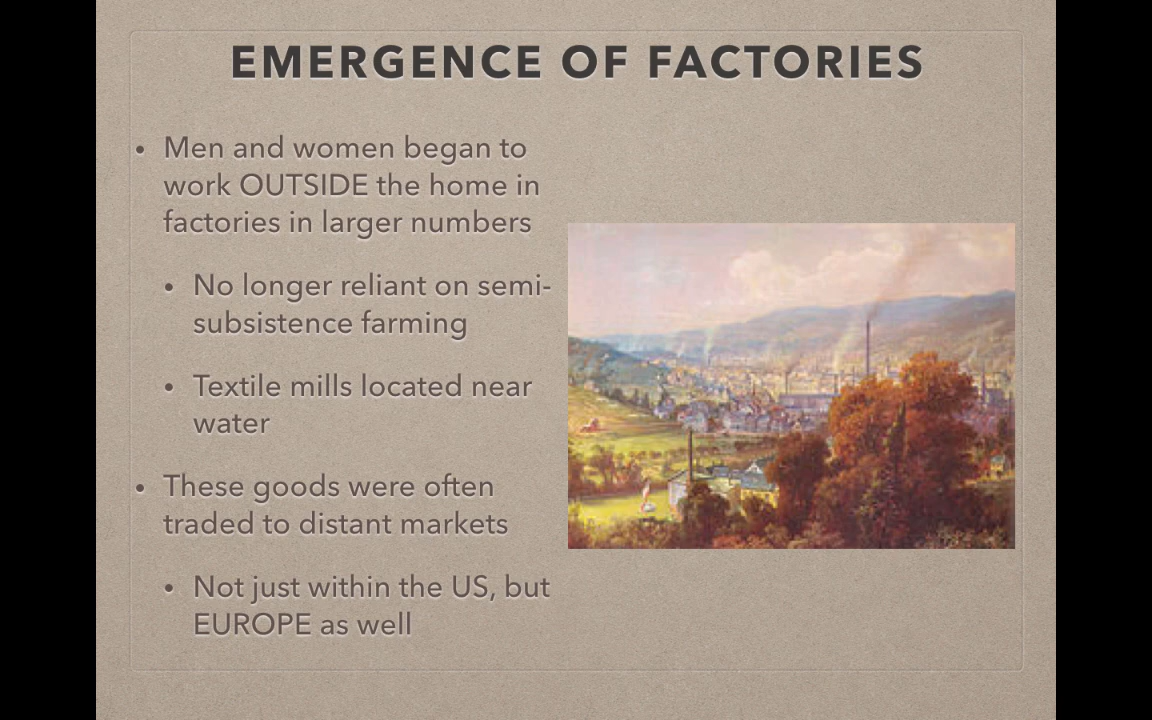 EMERGENCE OF FACTORIES
• Men and women began to
work OUTSIDE the home in
factories in larger numbers
• No longer reliant on semi-
subsistence farming
• Textile mills located near
water
• These goods were often
traded to distant markets
• Not just within the US, but
EUROPE as well